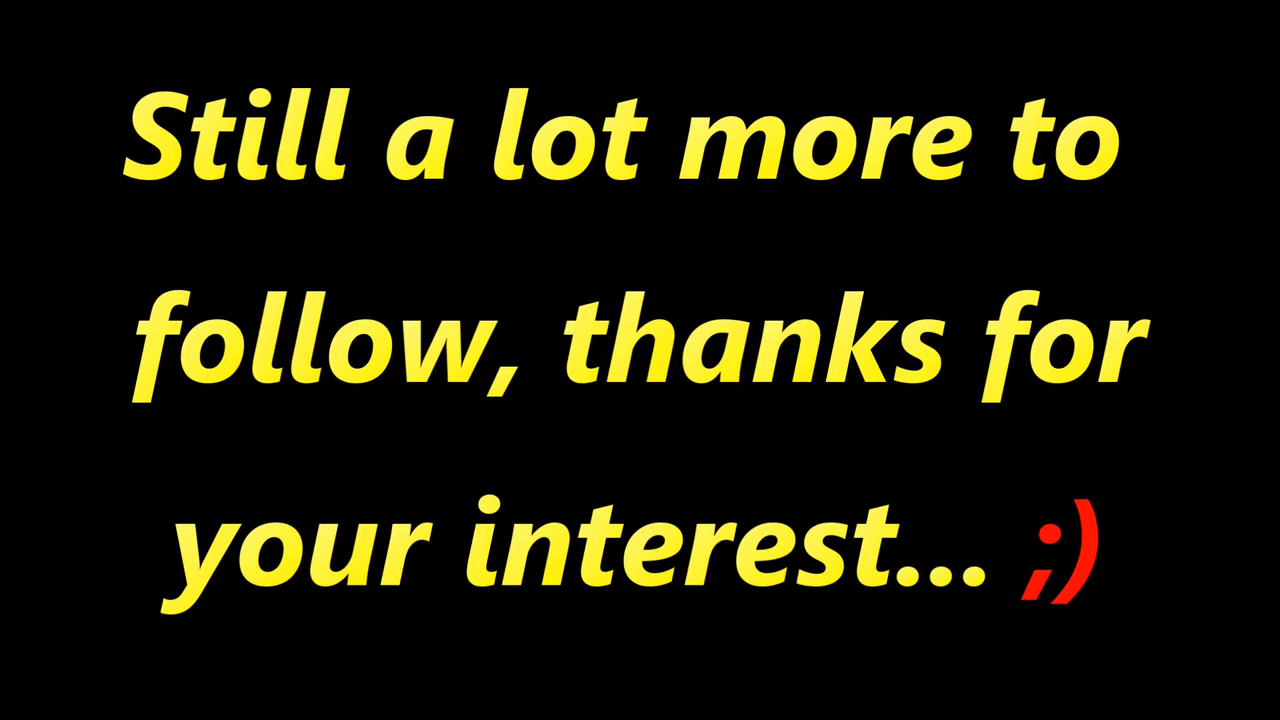 Still a lot more to
follow, thanks for
your interest... ;)